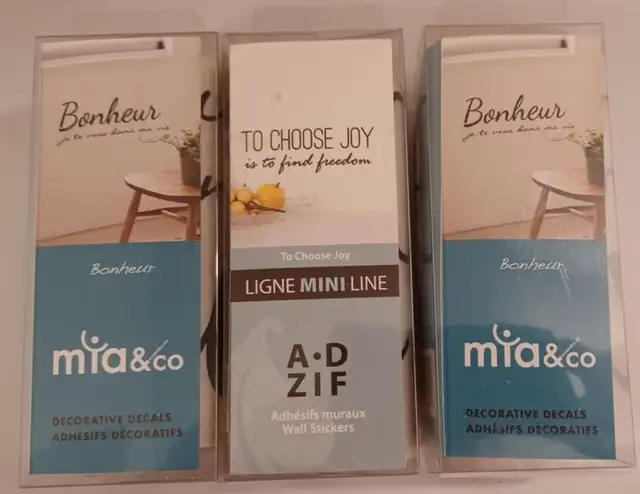 Bonheur
je te veux dans ma vie
Bonheur
mia&co
DECORATIVE DECALS
ADHÉSIFS DÉCORATIFS
TO CHOOSE JOY
is to find freedom
To Choose Joy
LIGNE MINI LINE
A·D
ZIF
Adhésifs muraux
Wall Stickers
Bonheur
je te veux dans ma vie
Bonheur
mia&co
DECORATIVE DECALS
ADHÉSIFS DÉCORATIFS